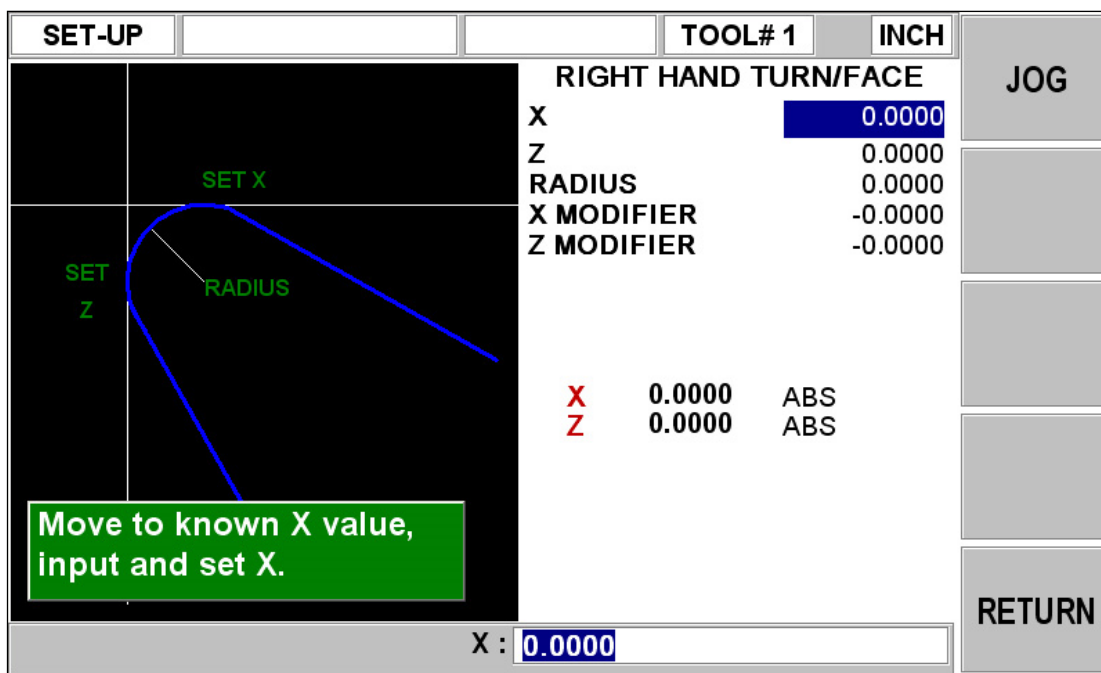 SET-UP TOOL# 1 INCH
JOG
RIGHT HAND TURN/FACE
X 0.0000
Z 0.0000
RADIUS 0.0000
X MODIFIER -0.0000
Z MODIFIER -0.0000
SET X
SET
Z
RADIUS
X 0.0000 ABS
Z 0.0000 ABS
Move to known X value,
input and set X.
RETURN
X : 0.0000